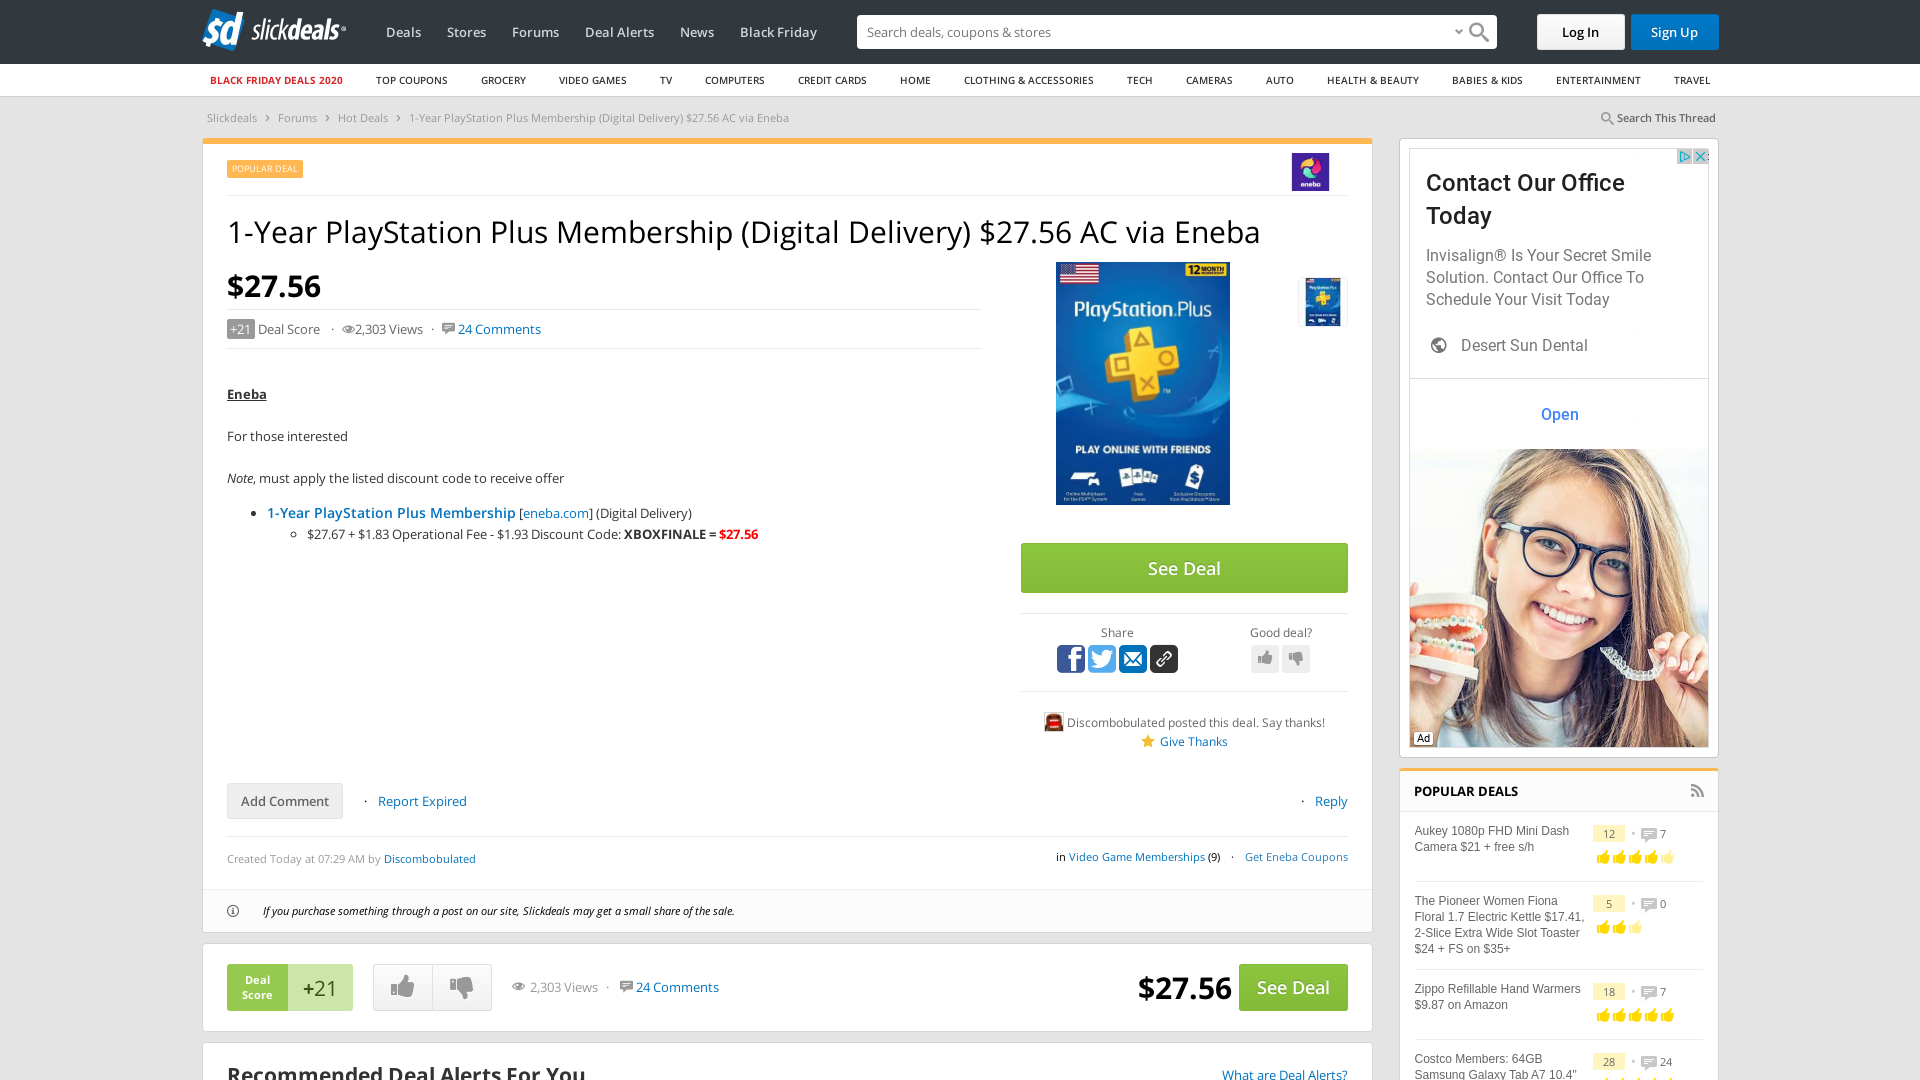 sd slickdeals
Deals Stores Forums Deal Alerts News Black Friday
Search deals, coupons & shops
Log In
Sign Up
BLACK FRIDAY DEALS 2020 TOP COUPONS GROCERY VIDEO GAMES TV COMPUTERS CREDIT CARDS HOME CLOTHING & ACCESSORIES TECH CAMERAS AUTO HEALTH & BEAUTY BABIES & KIDS ENTERTAINMENT TRAVEL
Slickdeals › Forums › Hot Deals › 1-Year PlayStation Plus Membership (Digital Delivery) $27.56 AC via Eneba
Search This Thread
POPULAR DEAL
eneba
1-Year PlayStation Plus Membership (Digital Delivery) $27.56 AC via Eneba
$27.56
+21 Deal Score · 2,303 Views · 24 Comments
Eneba
For those interested
Note, must apply the listed discount code to receive offer
• 1-Year PlayStation Plus Membership [eneba.com] (Digital Delivery)
$27.67 + $1.83 Operational Fee - $1.93 Discount Code: XBOXFINALE = $27.56
12 MONTH
PlayStation.Plus
PLAY ONLINE WITH FRIENDS
See Deal
Share
Good deal?
Discombobulated posted this deal. Say thanks!
Give Thanks
Add Comment · Report Expired
· Reply
Created Today at 07:29 AM by Discombobulated
in Video Game Memberships (9) · Get Eneba Coupons
If you purchase something through a post on our site, Slickdeals may get a small share of the sale.
Deal Score
+21
2,303 Views · 24 Comments
$27.56
See Deal
Recommended Deal Alerts For You
What are Deal Alerts?
Contact Our Office
Today
Invisalign® Is Your Secret Smile
Solution. Contact Our Office To
Schedule Your Visit Today
Desert Sun Dental
Open
Ad
POPULAR DEALS
Aukey 1080p FHD Mini Dash
Camera $21 + free s/h
12 • 7
The Pioneer Women Fiona
Floral 1.7 Electric Kettle $17.41,
2-Slice Extra Wide Slot Toaster
$24 + FS on $35+
5 • 0
Zippo Refillable Hand Warmers
$9.87 on Amazon
18 • 7
Costco Members: 64GB
Samsung Galaxy Tab A7 10.4"
28 • 24